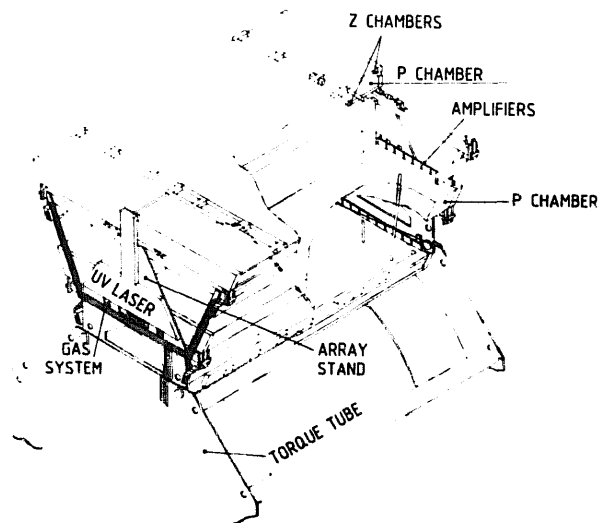 Z CHAMBERS
P CHAMBER
AMPLIFIERS
P CHAMBER
UV LASER
GAS
SYSTEM
ARRAY
STAND
TORQUE TUBE